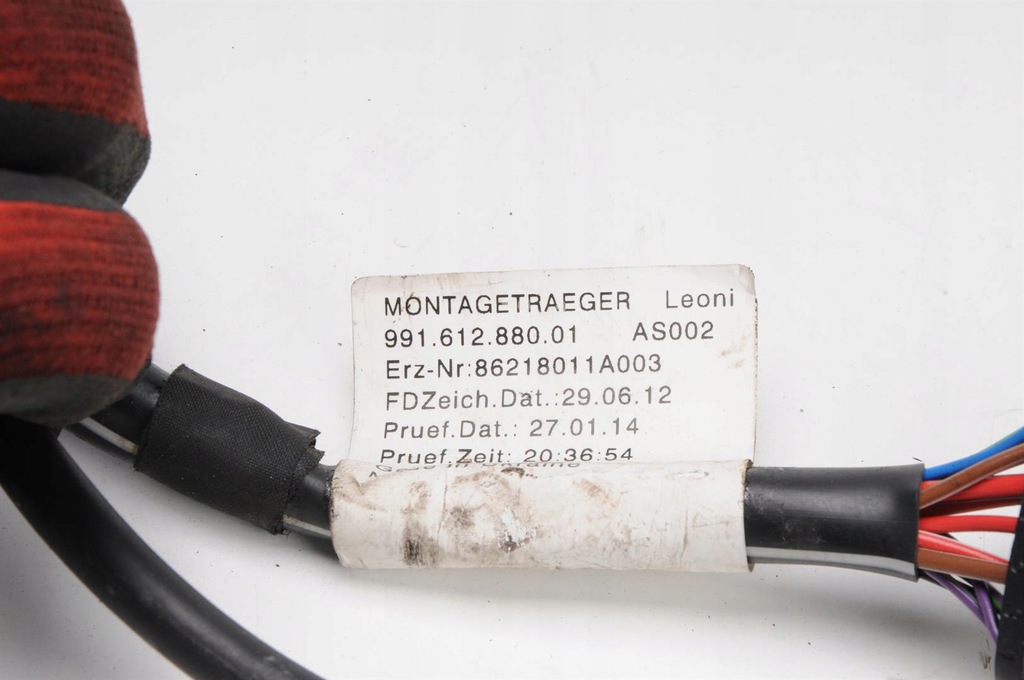 MONTAGETRAEGER Leoni
991.612.880.01 AS002
Erz-Nr:86218011A003
FDZeich.Dat.:29.06.12
Pruef.Dat.: 27.01.14
Pruef.Zeit: 20:36:54